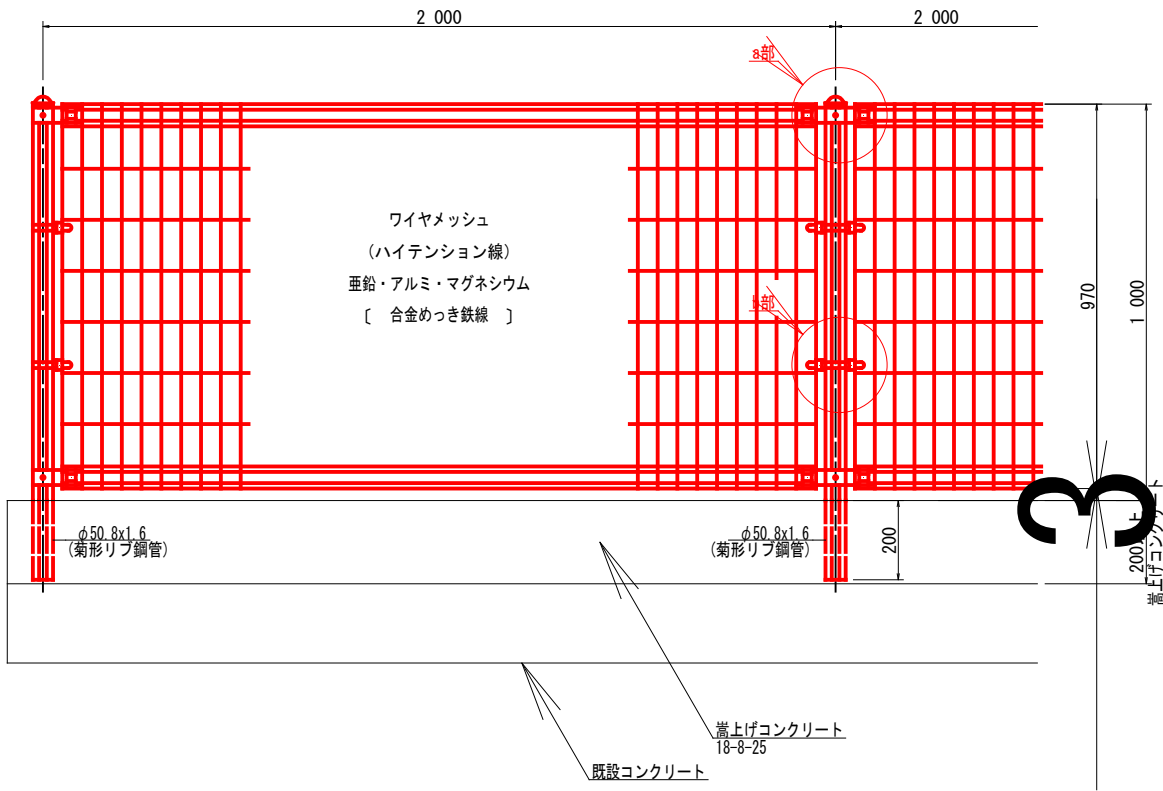 2 000
2 000
a部
ワイヤメッシュ
(ハイテンション線)
亜鉛・アルミ・マグネシウム
〔 合金めっき鉄線 〕
部
970
1 000
φ50.8x1.6
(菊形リブ鋼管)
φ50.8x1.6
(菊形リブ鋼管)
200
3
200
嵩上げコンクリート
嵩上げコンクリート
18-8-25
既設コンクリート